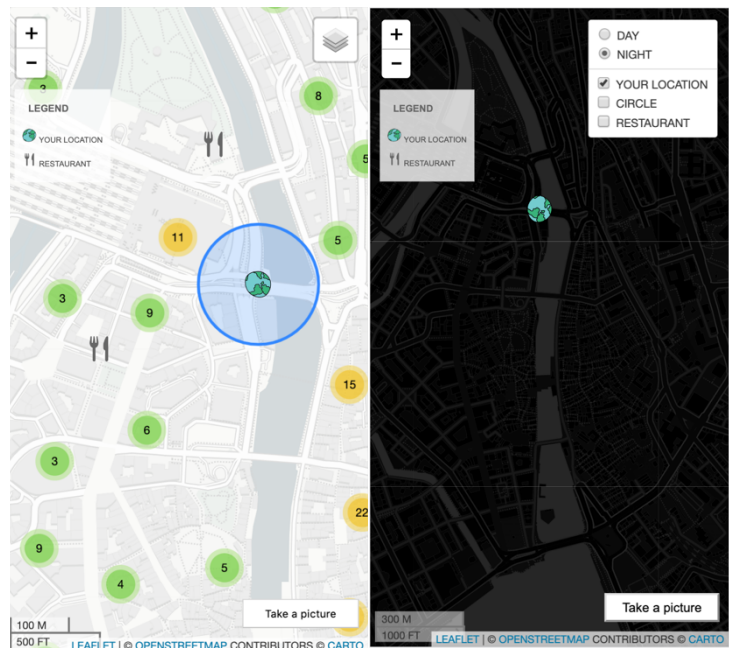 +
−
3
8
LEGEND
YOUR LOCATION
RESTAURANT
5
11
5
3
9
15
6
3
22
9
5
4
Take a picture
100 M
500 FT
LEAFLET | © OPENSTREETMAP CONTRIBUTORS © CARTO
+
−
DAY
NIGHT
YOUR LOCATION
CIRCLE
RESTAURANT
LEGEND
YOUR LOCATION
RESTAURANT
Take a picture
300 M
1000 FT
LEAFLET | © OPENSTREETMAP CONTRIBUTORS © CARTO